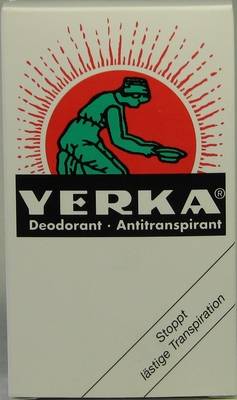 YERKA®
Deodorant · Antitranspirant
Stoppt
lästige Transpiration